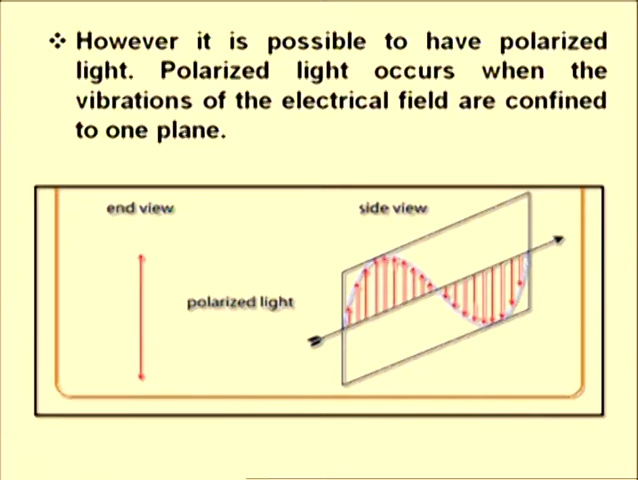 ❖ However it is possible to have polarized
light. Polarized light occurs when the
vibrations of the electrical field are confined
to one plane.
end view
side view
polarized light